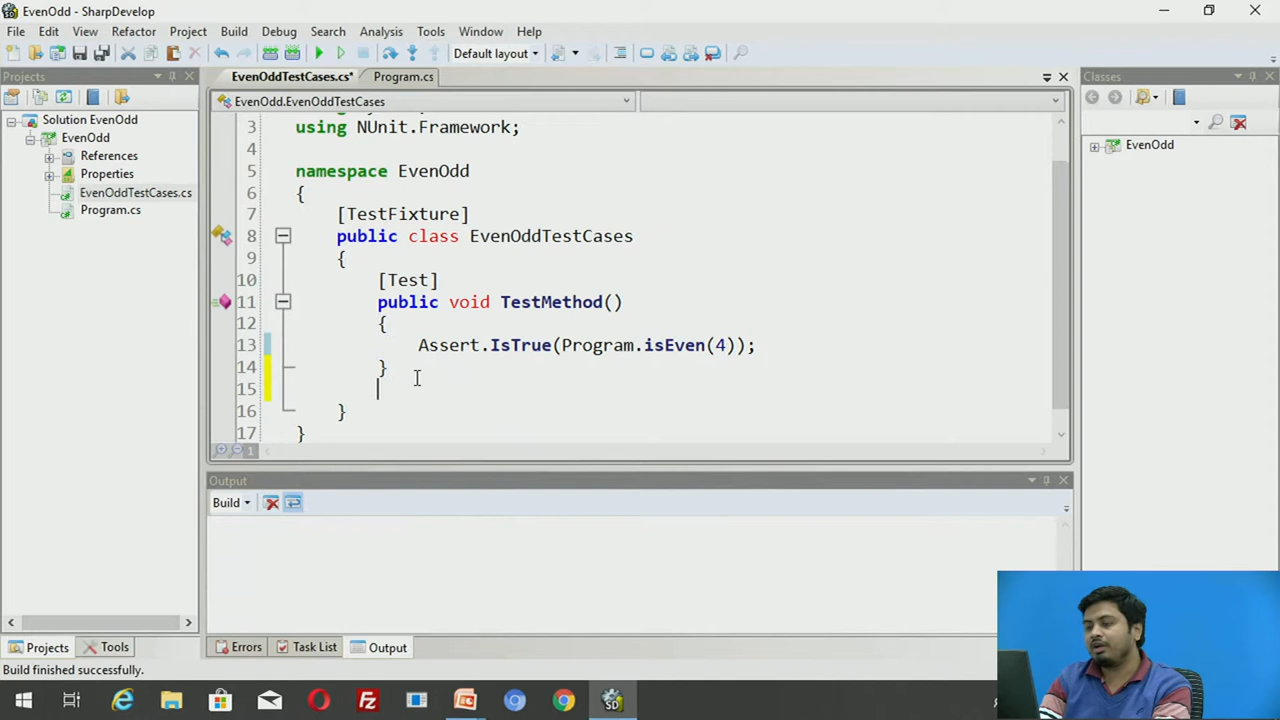 EvenOdd - SharpDevelop
File Edit View Refactor Project Build Debug Search Analysis Tools Window Help
Default layout
Projects
EvenOddTestCases.cs* Program.cs
Classes
EvenOdd.EvenOddTestCases
Solution EvenOdd
EvenOdd
References
Properties
EvenOddTestCases.cs
Program.cs
EvenOdd
3 using NUnit.Framework;
4
5 namespace EvenOdd
6 {
7 [TestFixture]
8 public class EvenOddTestCases
9 {
10 [Test]
11 public void TestMethod()
12 {
13 Assert.IsTrue(Program.isEven(4));
14 }
15
16 }
17 }
1
Output
Build
Projects Tools
Errors Task List Output
Build finished successfully.